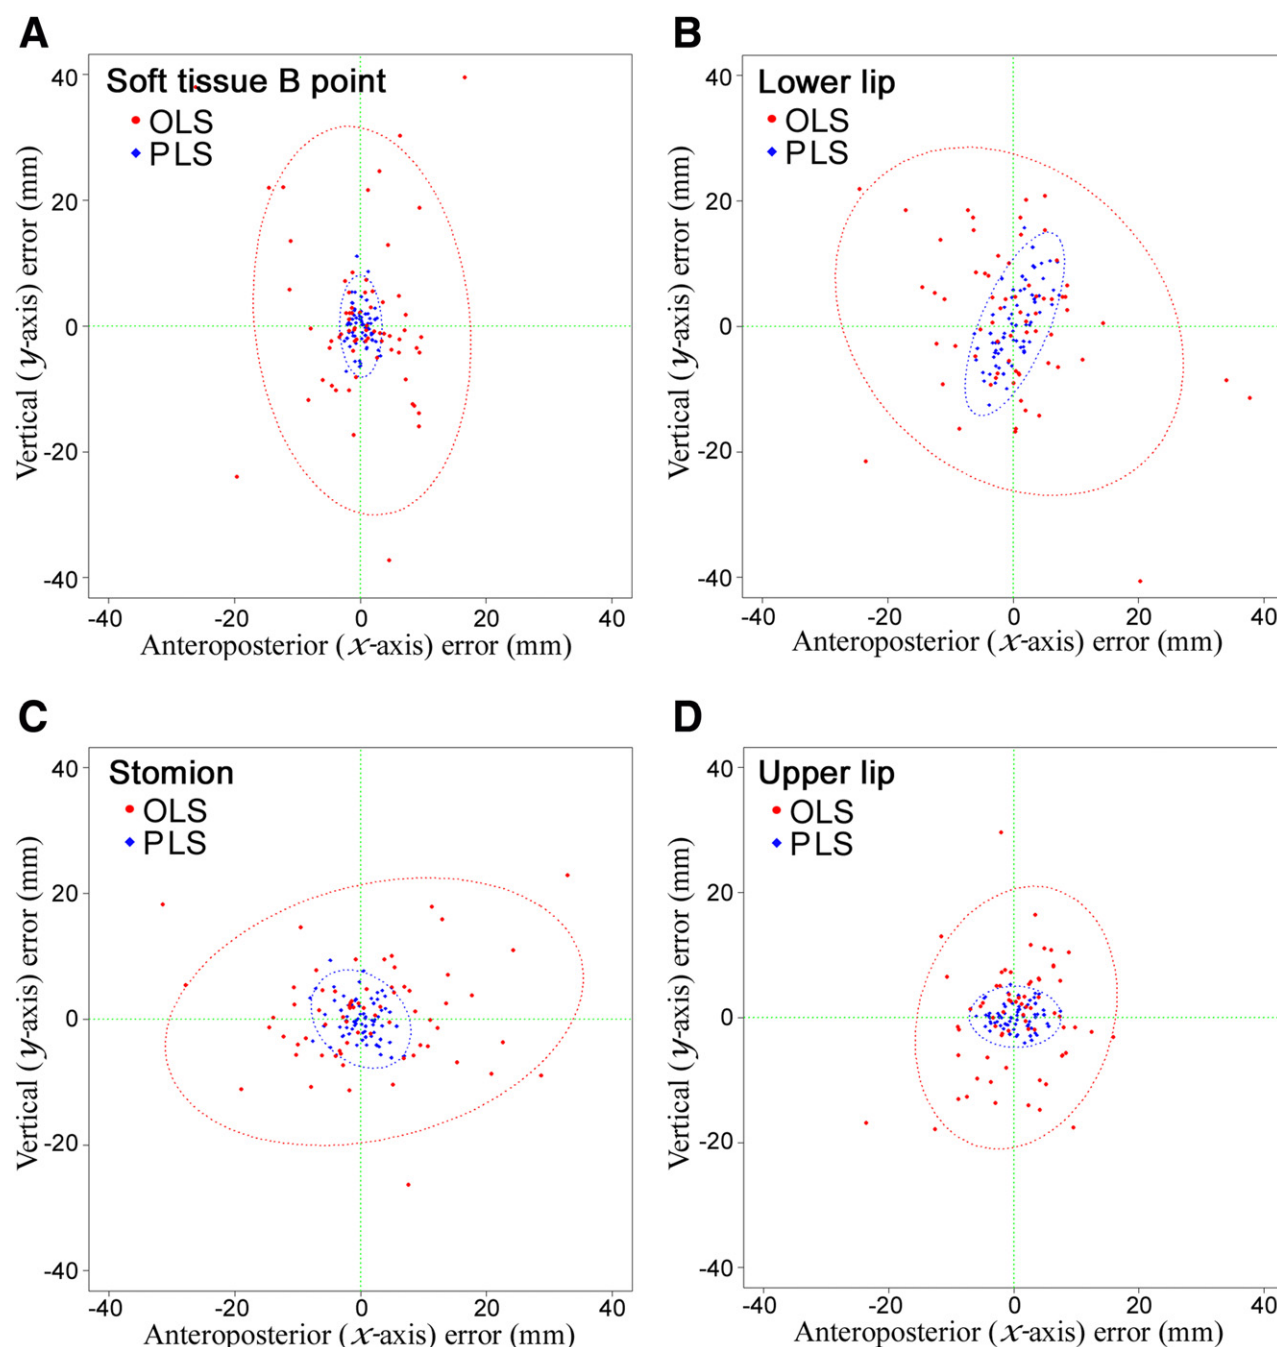 A
Soft tissue B point
OLS
PLS
40
20
0
-20
-40
Vertical (y-axis) error (mm)
-40 -20 0 20 40
Anteroposterior (x-axis) error (mm)
B
Lower lip
OLS
PLS
40
20
0
-20
-40
Vertical (y-axis) error (mm)
-40 -20 0 20 40
Anteroposterior (x-axis) error (mm)
C
Stomion
OLS
PLS
40
20
0
-20
-40
Vertical (y-axis) error (mm)
-40 -20 0 20 40
Anteroposterior (x-axis) error (mm)
D
Upper lip
OLS
PLS
40
20
0
-20
-40
Vertical (y-axis) error (mm)
-40 -20 0 20 40
Anteroposterior (x-axis) error (mm)